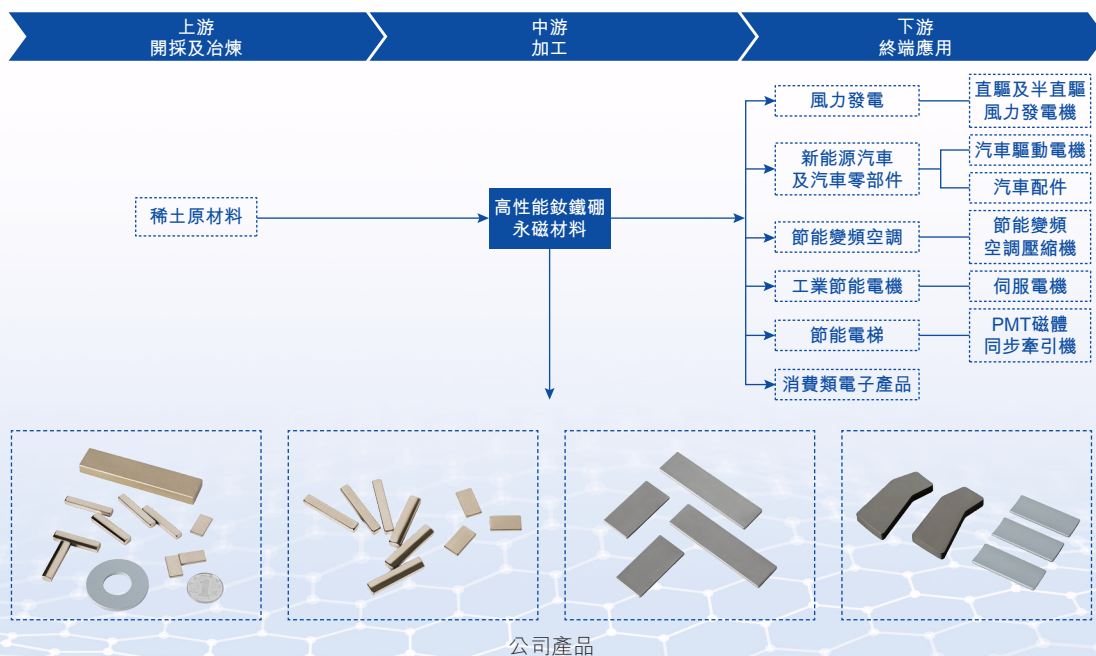 上游
開採及冶煉
中游
加工
下游
終端應用
稀土原材料
高性能釹鐵硼
永磁材料
風力發電
直驅及半直驅
風力發電機
新能源汽車
及汽車零部件
汽車驅動電機
汽車配件
節能變頻空調
節能變頻
空調壓縮機
工業節能電機
伺服電機
節能電梯
PMT磁體
同步牽引機
消費類電子產品
公司產品